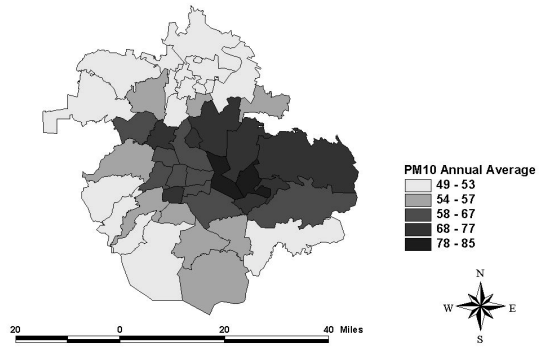 PM10 Annual Average
49 - 53
54 - 57
58 - 67
68 - 77
78 - 85
N
W E
S
20 0 20 40 Miles